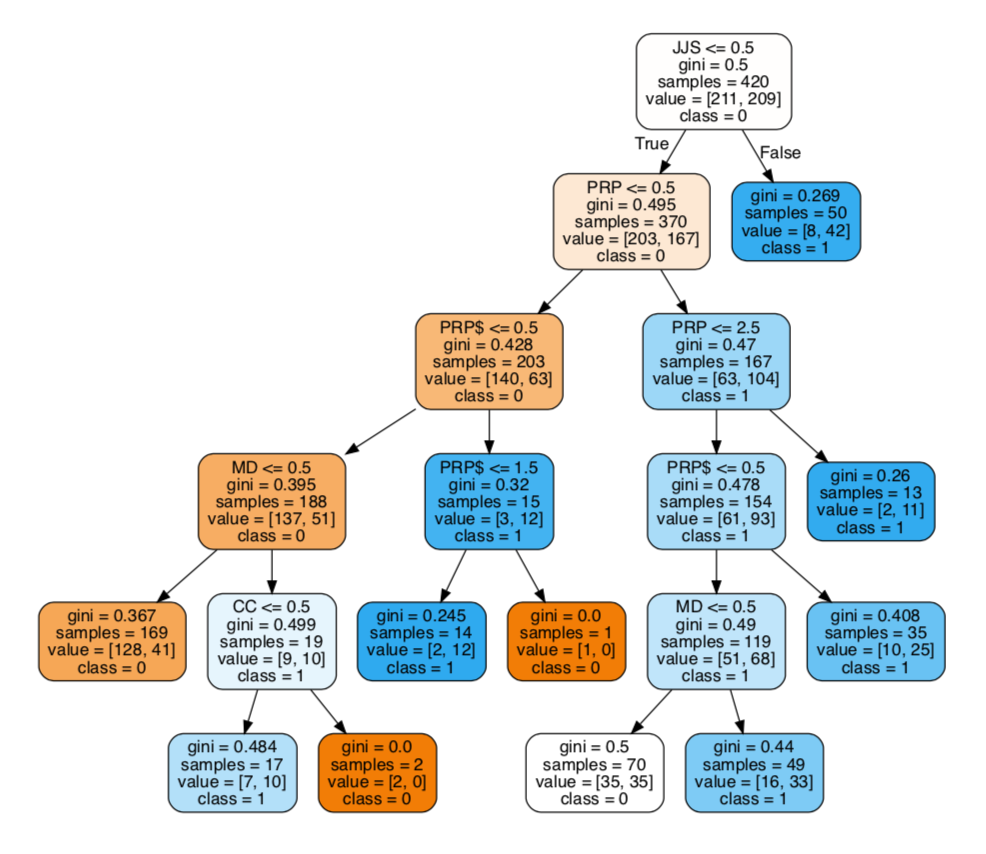 JJS <= 0.5
gini = 0.5
samples = 420
value = [211, 209]
class = 0
True
False
PRP <= 0.5
gini = 0.495
samples = 370
value = [203, 167]
class = 0
gini = 0.269
samples = 50
value = [8, 42]
class = 1
PRP$ <= 0.5
gini = 0.428
samples = 203
value = [140, 63]
class = 0
PRP <= 2.5
gini = 0.47
samples = 167
value = [63, 104]
class = 1
MD <= 0.5
gini = 0.395
samples = 188
value = [137, 51]
class = 0
PRP$ <= 1.5
gini = 0.32
samples = 15
value = [3, 12]
class = 1
PRP$ <= 0.5
gini = 0.478
samples = 154
value = [61, 93]
class = 1
gini = 0.26
samples = 13
value = [2, 11]
class = 1
gini = 0.367
samples = 169
value = [128, 41]
class = 0
CC <= 0.5
gini = 0.499
samples = 19
value = [9, 10]
class = 1
gini = 0.245
samples = 14
value = [2, 12]
class = 1
gini = 0.0
samples = 1
value = [1, 0]
class = 0
MD <= 0.5
gini = 0.49
samples = 119
value = [51, 68]
class = 1
gini = 0.408
samples = 35
value = [10, 25]
class = 1
gini = 0.484
samples = 17
value = [7, 10]
class = 1
gini = 0.0
samples = 2
value = [2, 0]
class = 0
gini = 0.5
samples = 70
value = [35, 35]
class = 0
gini = 0.44
samples = 49
value = [16, 33]
class = 1